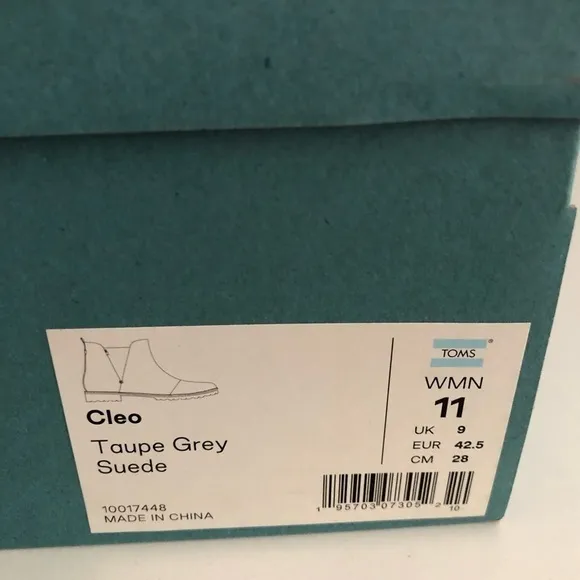 Cleo
Taupe Grey
Suede
10017448
MADE IN CHINA
TOMS®
WMN
11
UK 9
EUR 42.5
CM 28
1 95703 07305 2 10